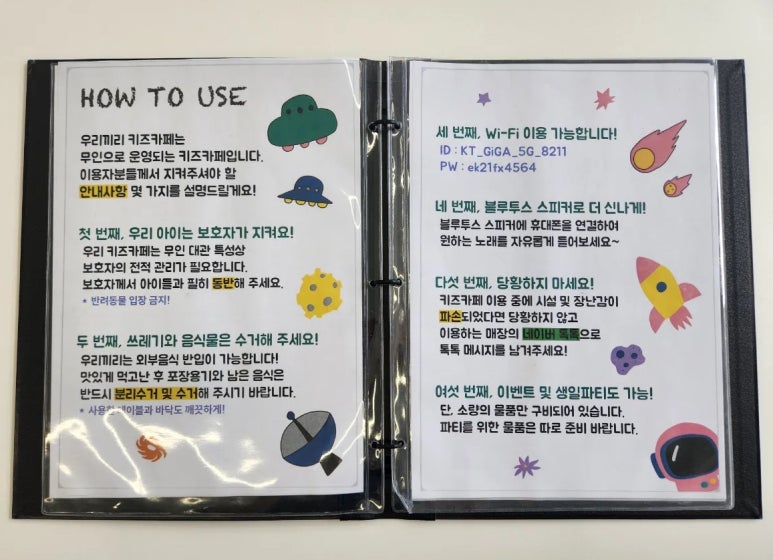 HOW TO USE
우리끼리 키즈카페는
무인으로 운영되는 키즈카페입니다.
이용자분들께서 지켜주셔야 할
안내사항 몇 가지를 설명드릴게요!
첫 번째, 우리 아이는 보호자가 지켜요!
우리 키즈카페는 무인 대관 특성상
보호자의 전적 관리가 필요합니다.
보호자께서 아이들과 필히 동반해 주세요.
* 반려동물 입장 금지!
두 번째, 쓰레기와 음식물은 수거해 주세요!
우리끼리는 외부음식 반입이 가능합니다!
맛있게 먹고난 후 포장용기와 남은 음식은
반드시 분리수거 및 수거해 주시기 바랍니다.
* 사용한 테이블과 바닥도 깨끗하게!
세 번째, Wi-Fi 이용 가능합니다!
ID : KT_GiGA_5G_8211
PW : ek21fx4564
네 번째, 블루투스 스피커로 더 신나게!
블루투스 스피커에 휴대폰을 연결하여
원하는 노래를 자유롭게 틀어보세요~
다섯 번째, 당황하지 마세요!
키즈카페 이용 중에 시설 및 장난감이
파손되었다면 당황하지 않고
이용하는 매장의 네이버 톡톡으로
톡톡 메시지를 남겨주세요!
여섯 번째, 이벤트 및 생일파티도 가능!
단, 소량의 물품만 구비되어 있습니다.
파티를 위한 물품은 따로 준비 바랍니다.